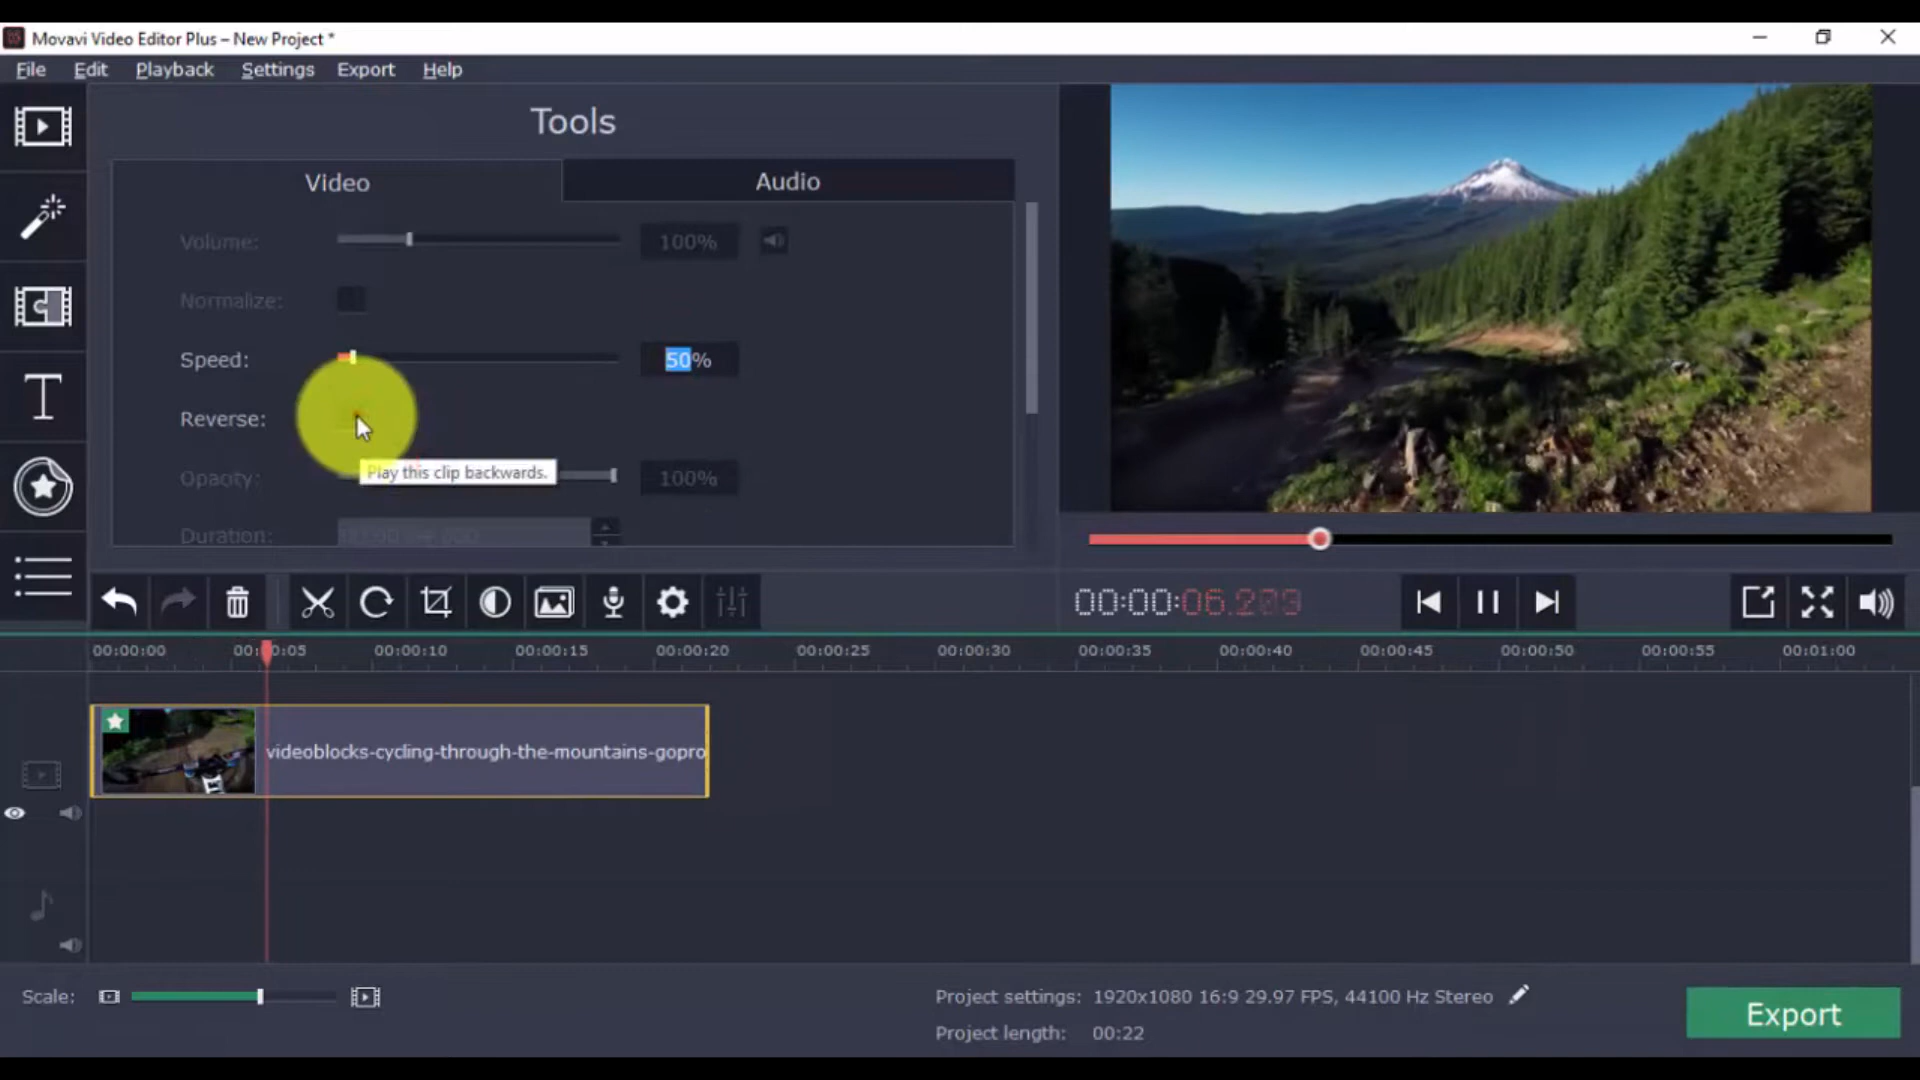 Movavi Video Editor Plus – New Project *
File Edit Playback Settings Export Help
Tools
Video Audio
Volume: 100%
Normalize:
Speed: 50%
Reverse:
Play this clip backwards.
Opacity: 100%
Duration:
00:00:06.203
00:00:00 00:00:05 00:00:10 00:00:15 00:00:20 00:00:25 00:00:30 00:00:35 00:00:40 00:00:45 00:00:50 00:00:55 00:01:00
videoblocks-cycling-through-the-mountains-gopro
Scale:
Project settings: 1920x1080 16:9 29.97 FPS, 44100 Hz Stereo
Project length: 00:22
Export